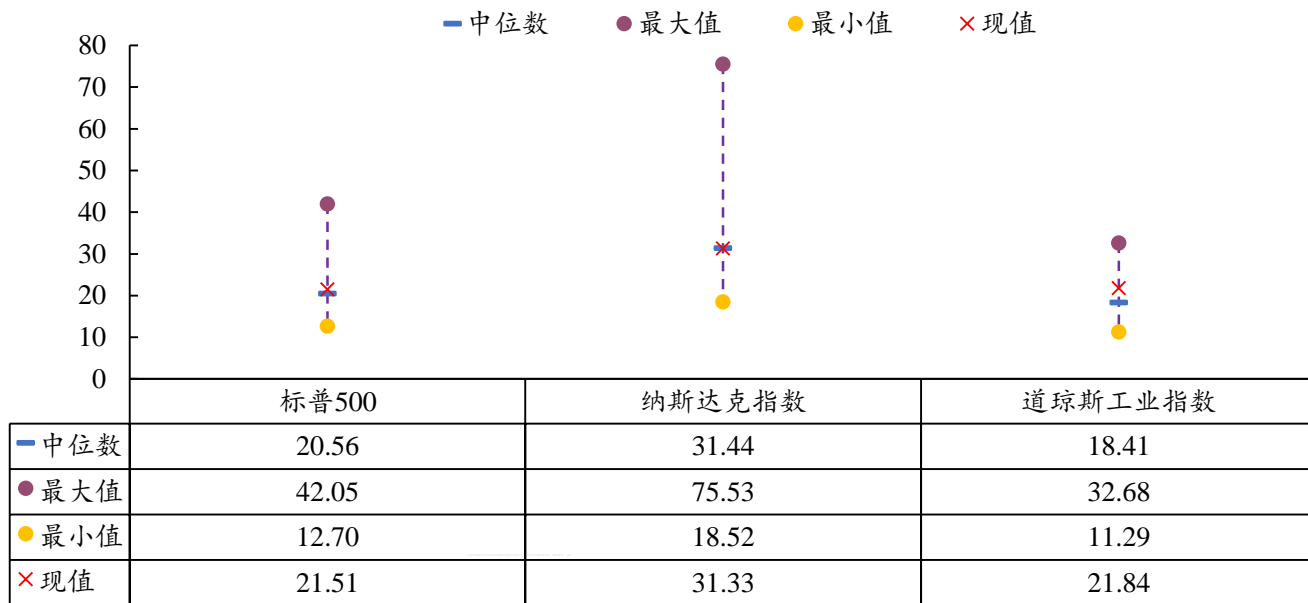 中位数 最大值 最小值 现值
80
70
60
50
40
30
20
10
0
标普500 纳斯达克指数 道琼斯工业指数
中位数 20.56 31.44 18.41
最大值 42.05 75.53 32.68
最小值 12.70 18.52 11.29
现值 21.51 31.33 21.84